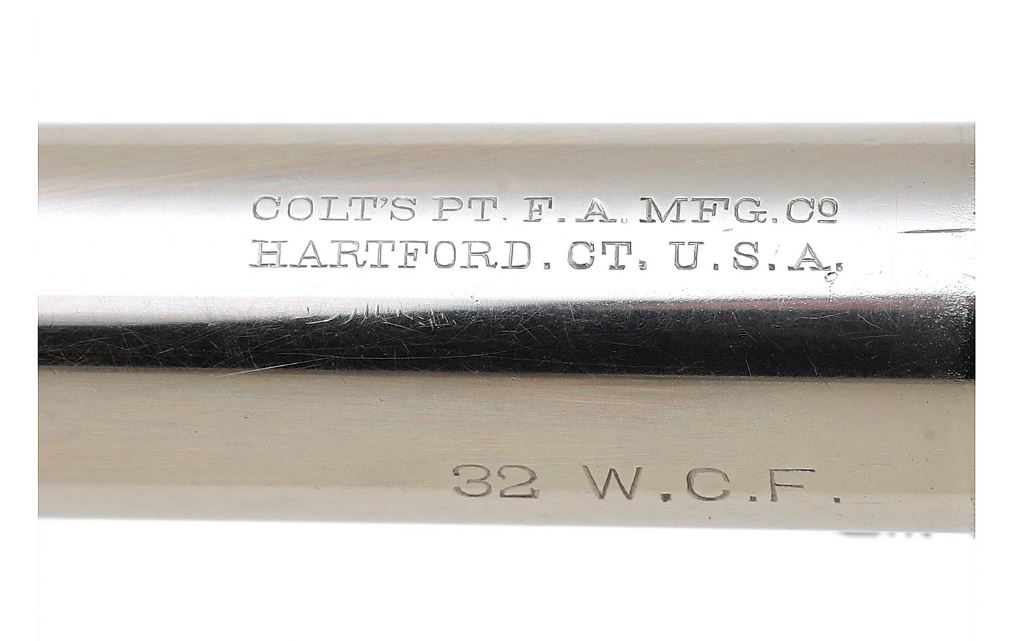 COLT'S PT. F. A. MFG. Cº
HARTFORD. CT. U.S.A.
32 W.C.F.